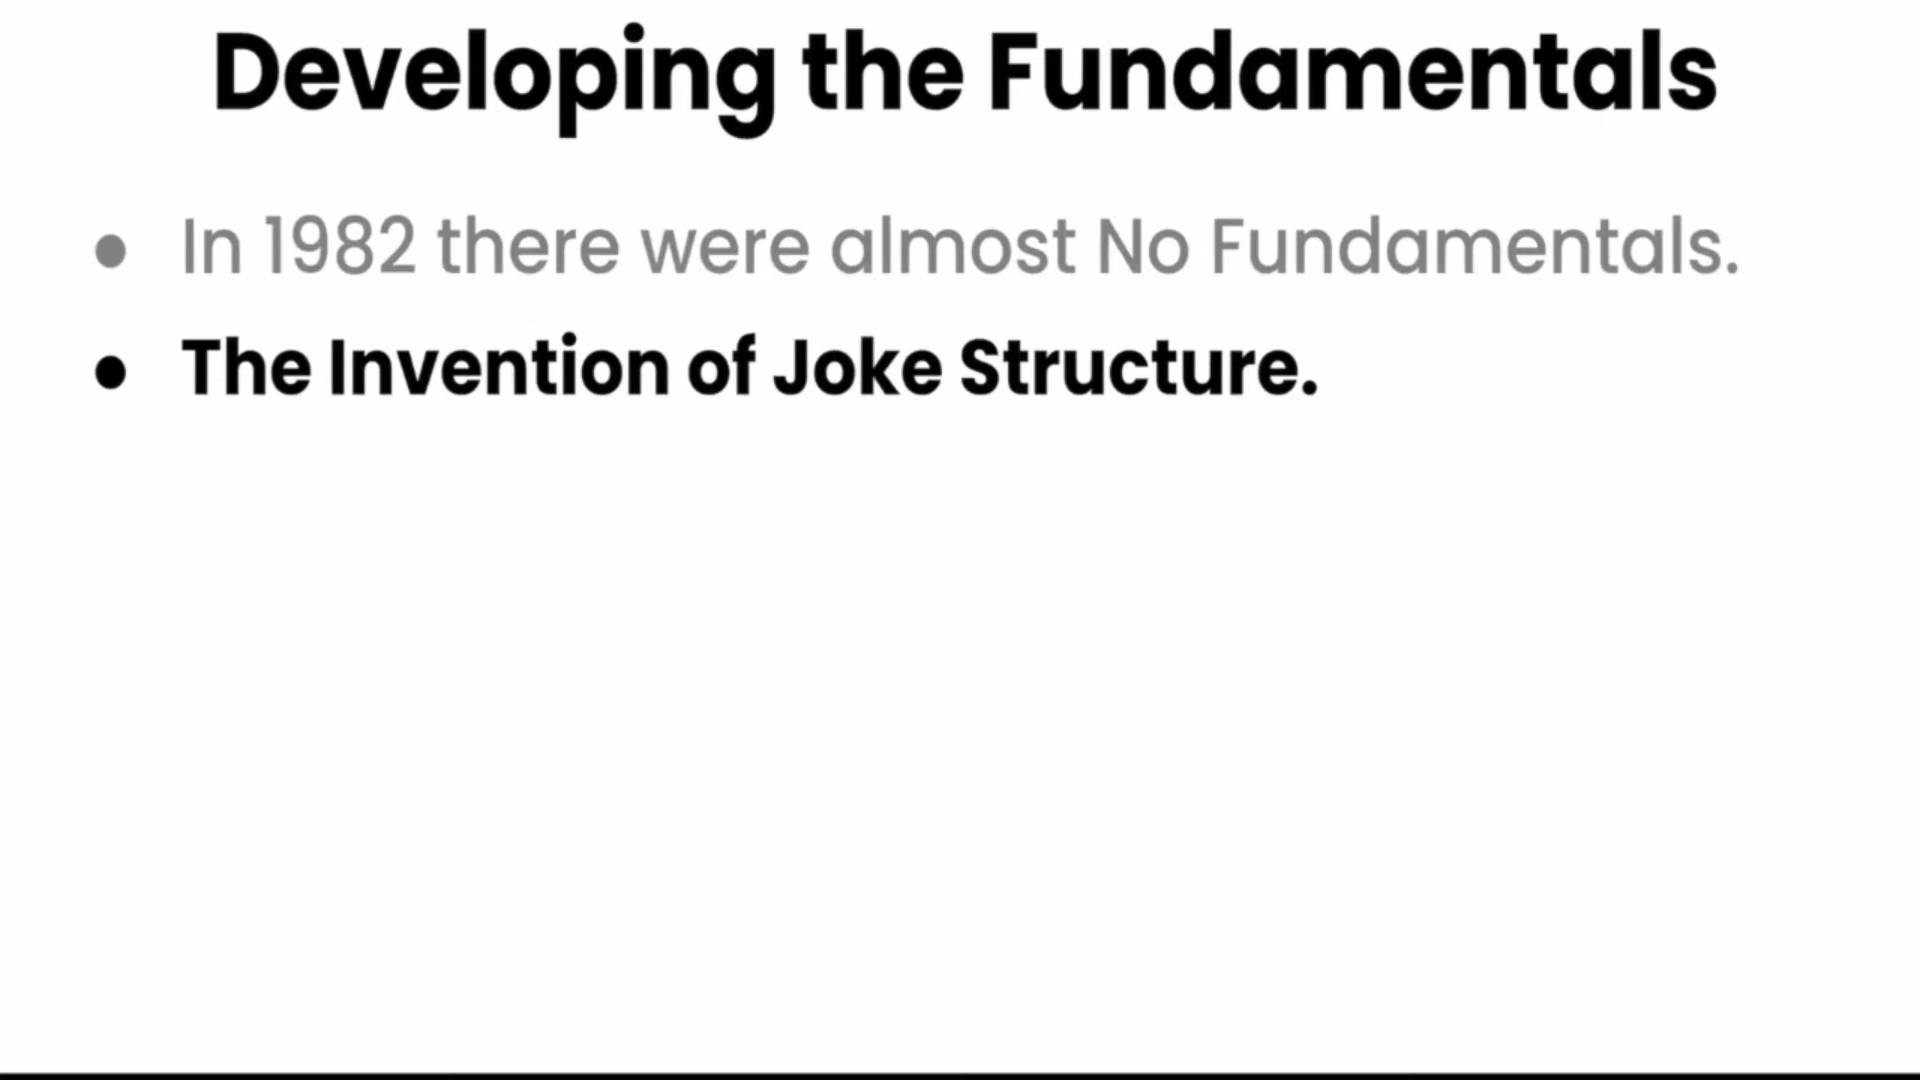 Developing the Fundamentals
• In 1982 there were almost No Fundamentals.
• The Invention of Joke Structure.